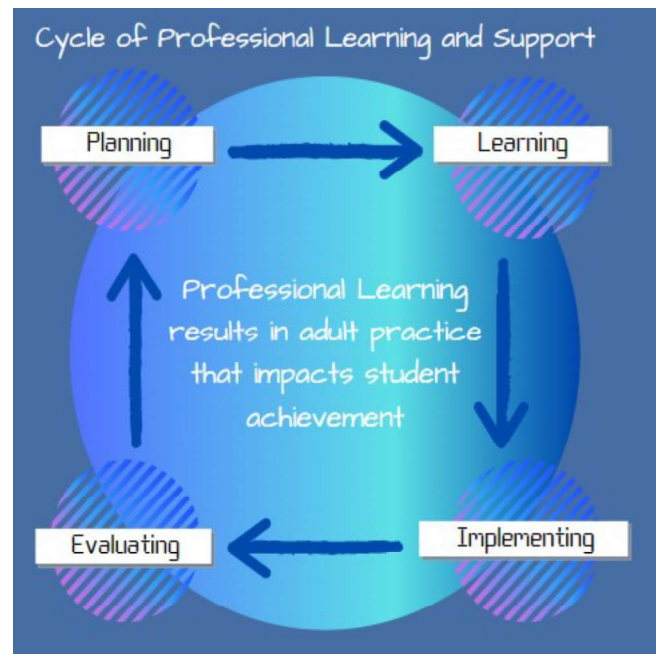 Cycle of Professional Learning and Support
Planning
Learning
Professional Learning
results in adult practice
that impacts student
achievement
Evaluating
Implementing